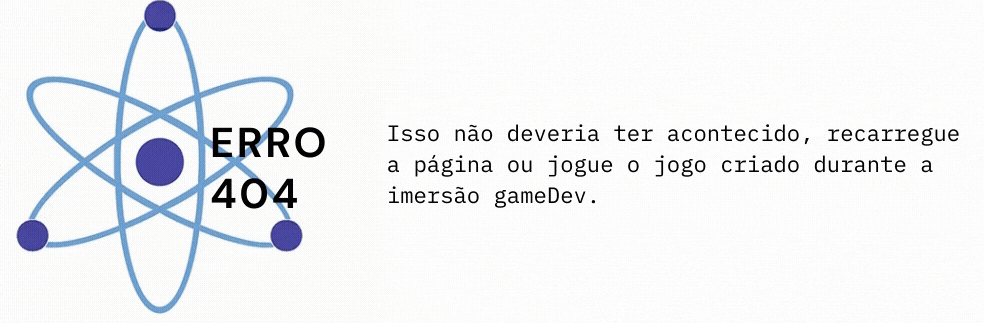 ERRO
404
Isso não deveria ter acontecido, recarregue
a página ou jogue o jogo criado durante a
imersão gameDev.